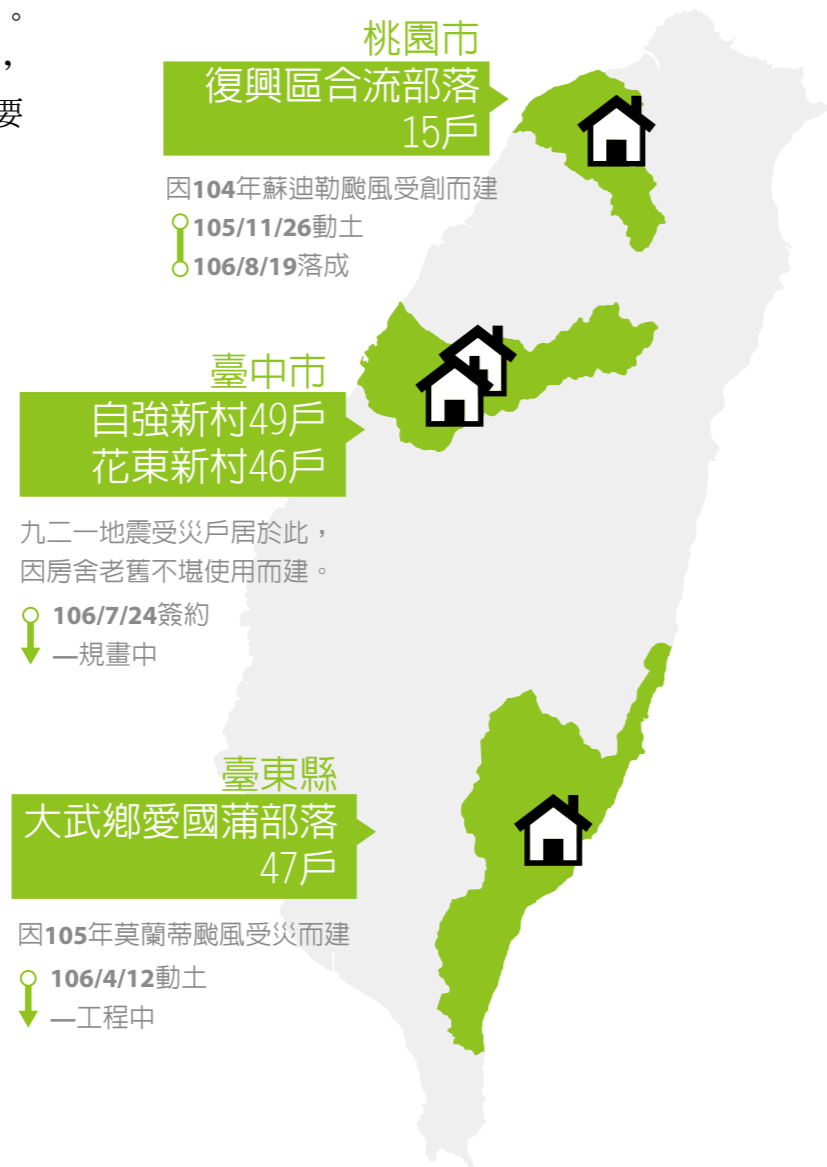 。
，
要
桃園市
復興區合流部落
15戶
因104年蘇迪勒颱風受創而建
105/11/26動土
106/8/19落成
臺中市
自強新村49戶
花東新村46戶
九二一地震受災戶居於此，
因房舍老舊不堪使用而建。
106/7/24簽約
—規畫中
臺東縣
大武鄉愛國蒲部落
47戶
因105年莫蘭蒂颱風受災而建
106/4/12動土
—工程中